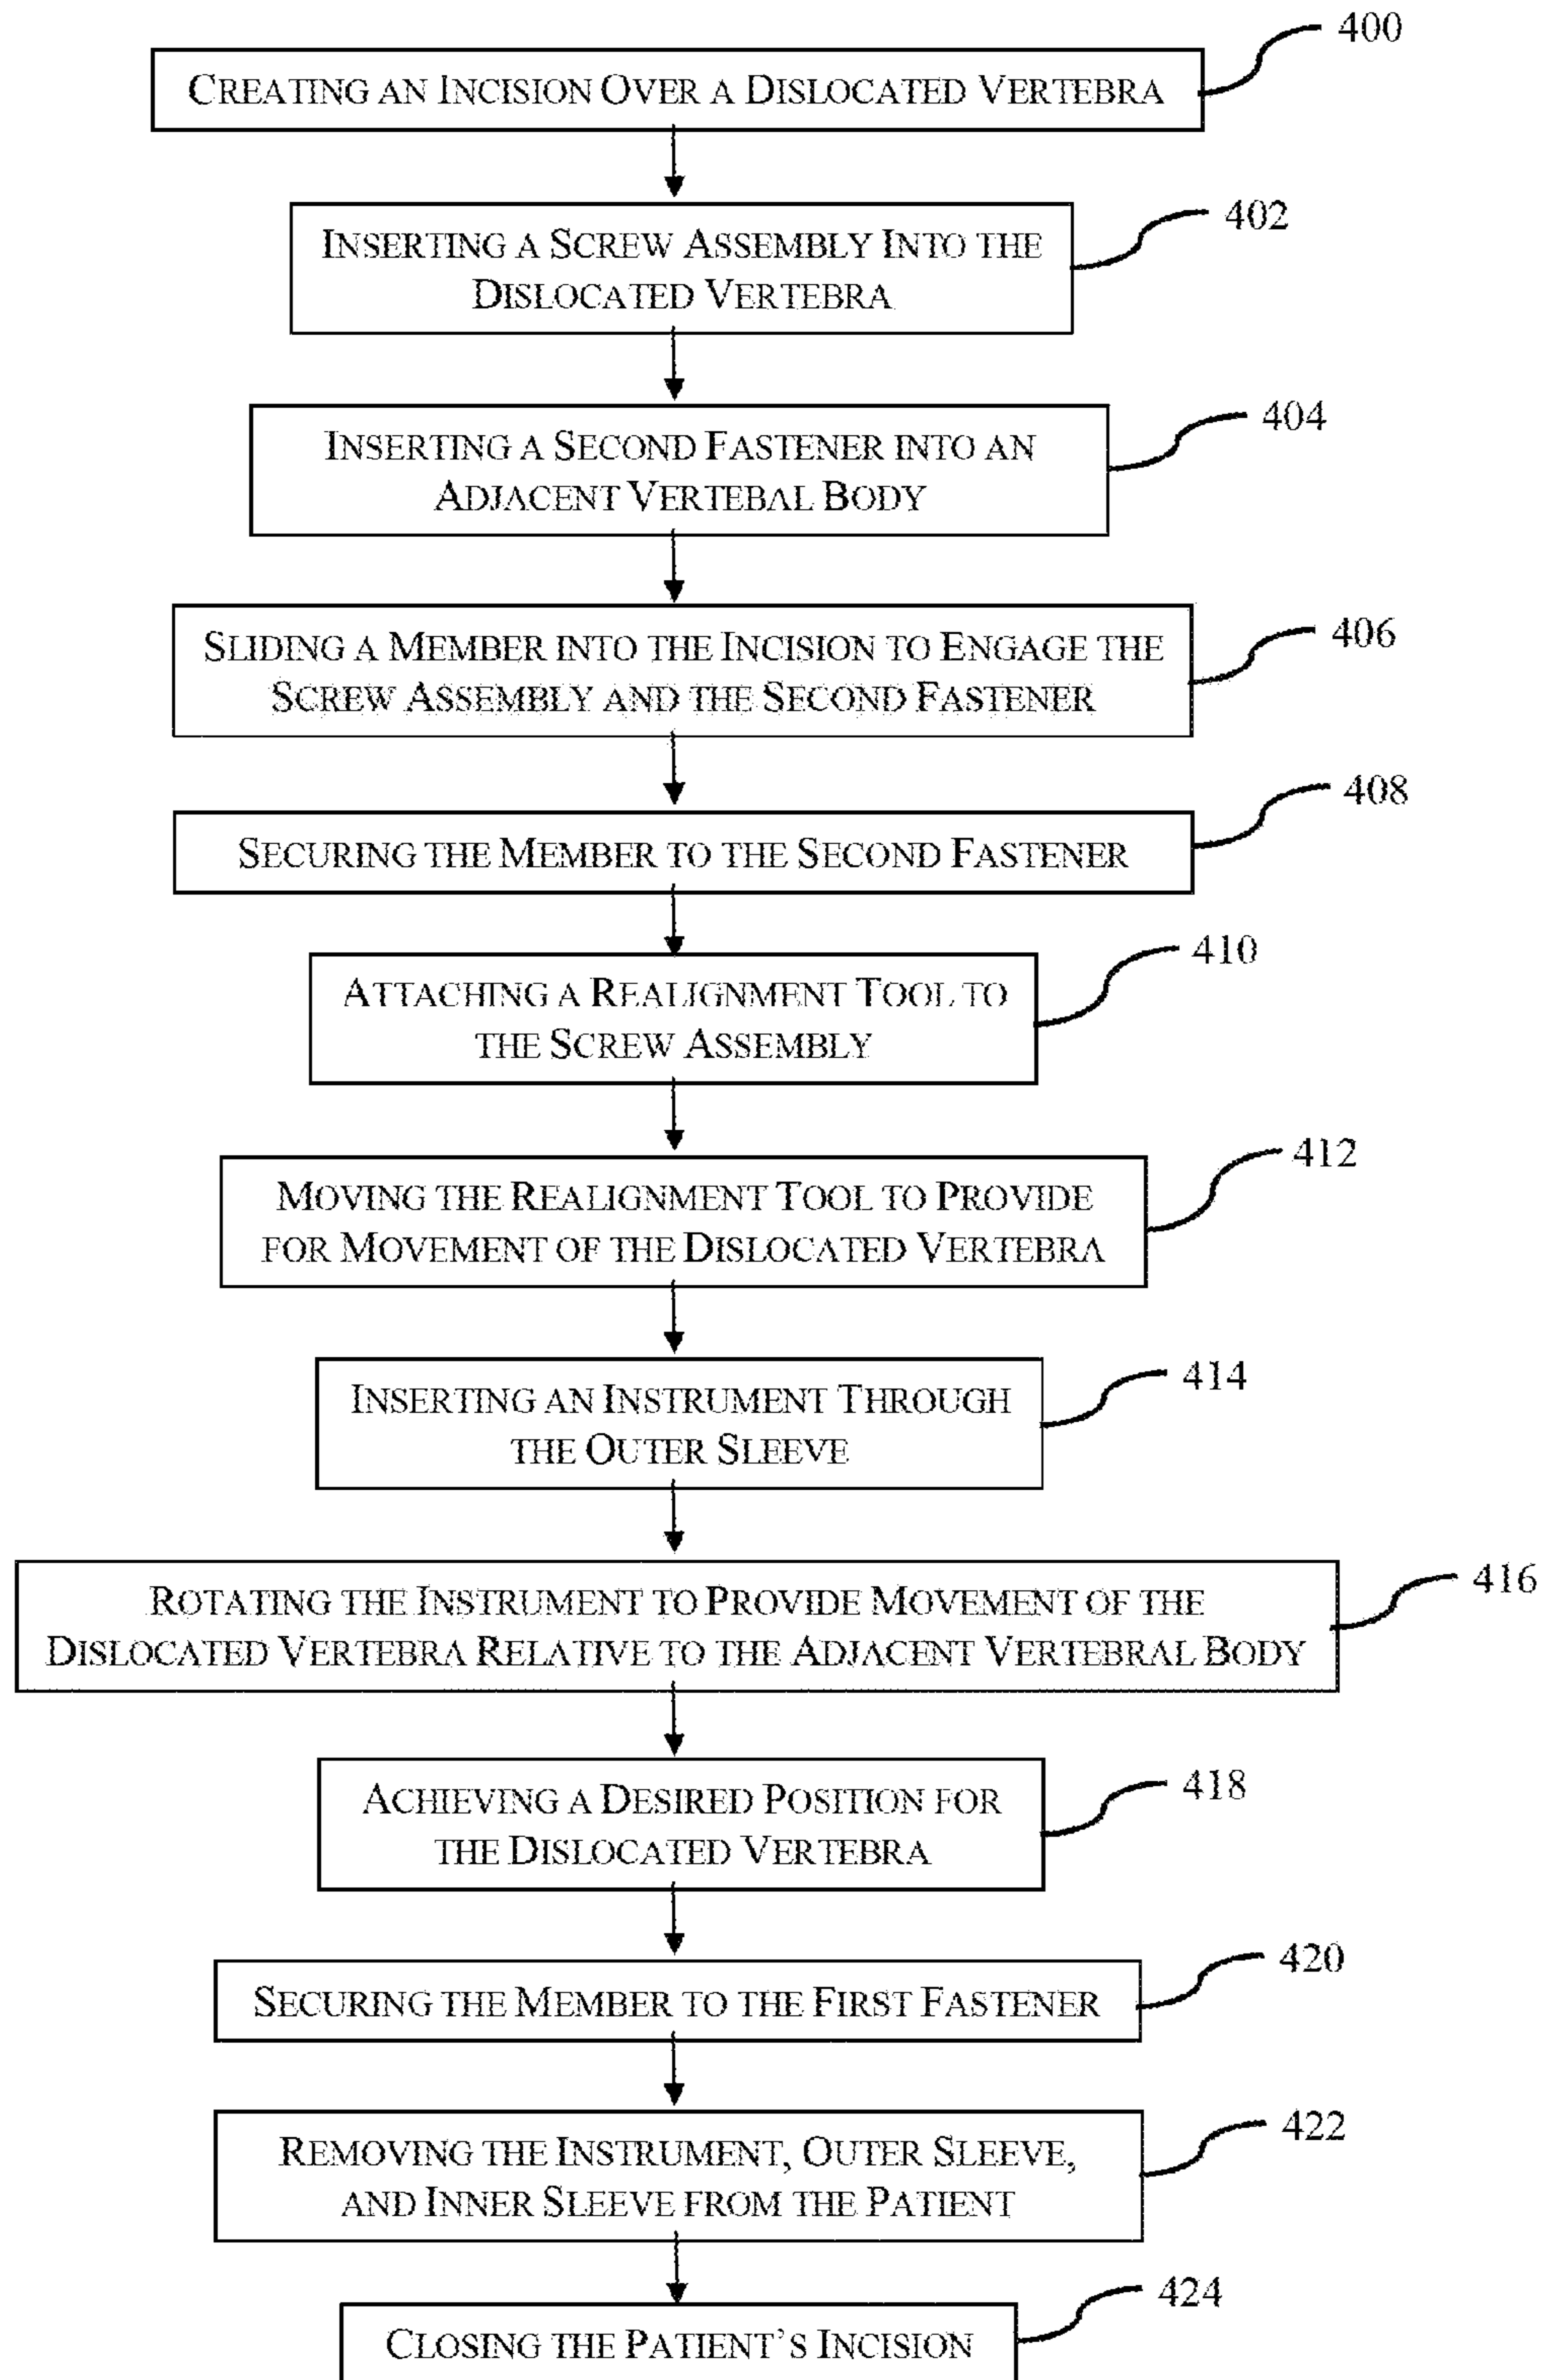 400
CREATING AN INCISION OVER A DISLOCATED VERTEBRA
402
INSERTING A SCREW ASSEMBLY INTO THE
DISLOCATED VERTEBRA
404
INSERTING A SECOND FASTENER INTO AN
ADJACENT VERTEBAL BODY
406
SLIDING A MEMBER INTO THE INCISION TO ENGAGE THE
SCREW ASSEMBLY AND THE SECOND FASTENER
408
SECURING THE MEMBER TO THE SECOND FASTENER
410
ATTACHING A REALIGNMENT TOOL TO
THE SCREW ASSEMBLY
412
MOVING THE REALIGNMENT TOOL TO PROVIDE
FOR MOVEMENT OF THE DISLOCATED VERTEBRA
414
INSERTING AN INSTRUMENT THROUGH
THE OUTER SLEEVE
416
ROTATING THE INSTRUMENT TO PROVIDE MOVEMENT OF THE
DISLOCATED VERTEBRA RELATIVE TO THE ADJACENT VERTEBRAL BODY
418
ACHIEVING A DESIRED POSITION FOR
THE DISLOCATED VERTEBRA
420
SECURING THE MEMBER TO THE FIRST FASTENER
422
REMOVING THE INSTRUMENT, OUTER SLEEVE,
AND INNER SLEEVE FROM THE PATIENT
424
CLOSING THE PATIENT'S INCISION